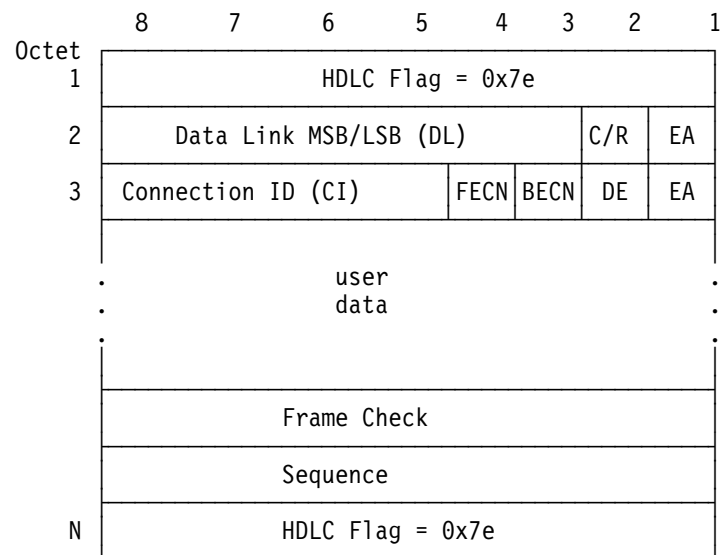 8 7 6 5 4 3 2 1
Octet
1 HDLC Flag = 0x7e
2 Data Link MSB/LSB (DL) C/R EA
3 Connection ID (CI) FECN BECN DE EA
. user .
. data .
. .
Frame Check
Sequence
N HDLC Flag = 0x7e